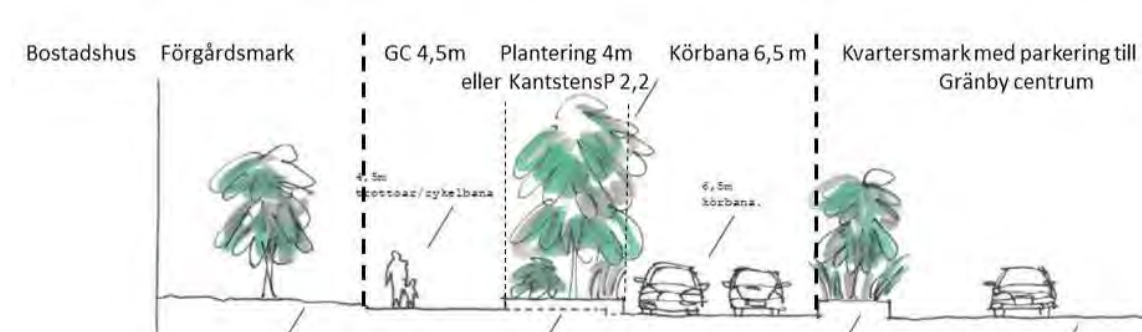 Bostadshus Förgårdsmark GC 4,5m Plantering 4m Körbana 6,5 m Kvartersmark med parkering till
eller KantstensP 2,2 Gränby centrum
4,5m
trottoar/cykelbana
6,5m
körbana.